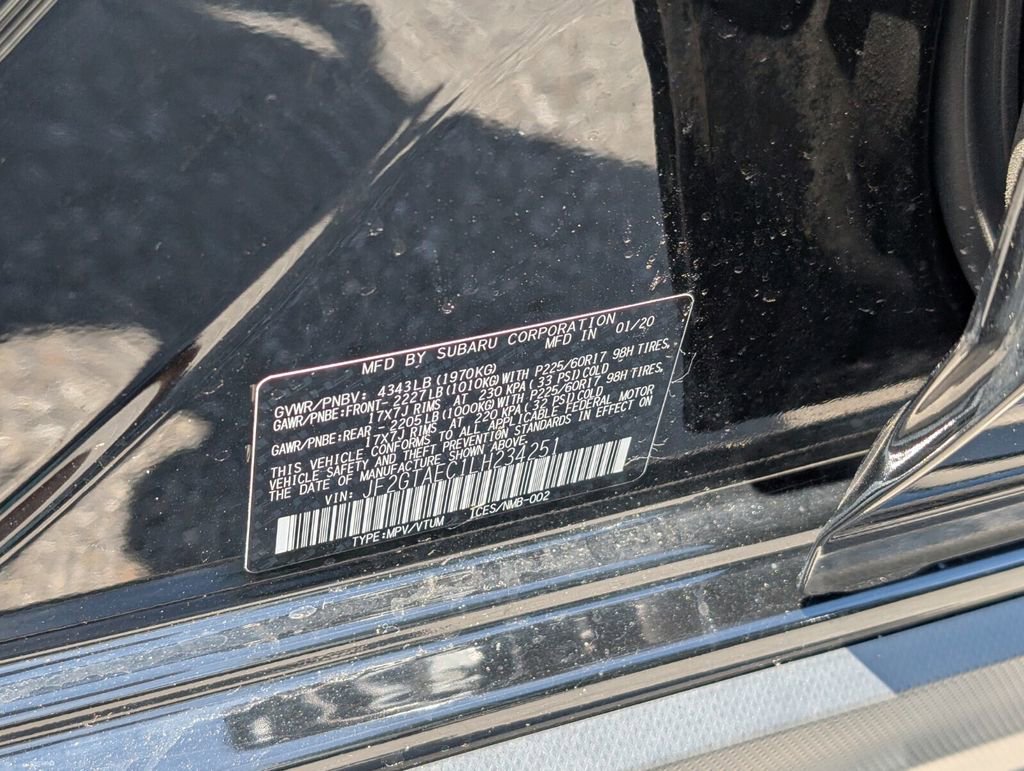 MFD BY SUBARU CORPORATION
MFD IN 01/20
GVWR/PNBV: 4343LB(1970KG)
GAWR/PNBE:FRONT-2227LB(1010KG)WITH P225/60R17 98H TIRES,
17X7J RIMS AT 230 KPA(33 PSI)COLD
GAWR/PNBE:REAR -2205LB(1000KG)WITH P225/60R17 98H TIRES,
17X7J RIMS AT 220 KPA(32 PSI)COLD
THIS VEHICLE CONFORMS TO ALL APPLICABLE FEDERAL MOTOR
VEHICLE SAFETY AND THEFT PREVENTION STANDARDS IN EFFECT ON
THE DATE OF MANUFACTURE SHOWN ABOVE.
VIN: JF2GTAEC1LH234251
TYPE:MPV/VTUM ICES/NMB-002